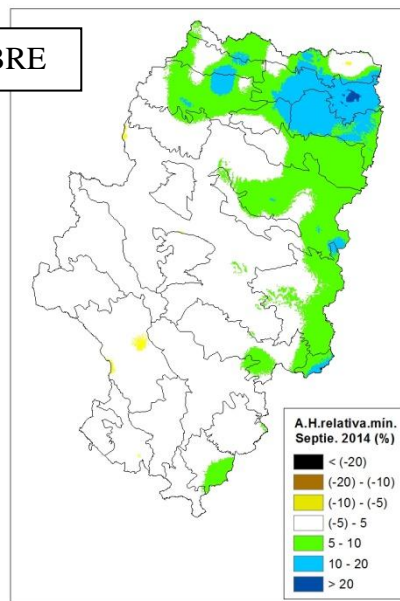 BRE
A.H.relativa.min.
Septie. 2014 (%)
< (-20)
(-20) - (-10)
(-10) - (-5)
(-5) - 5
5 - 10
10 - 20
> 20